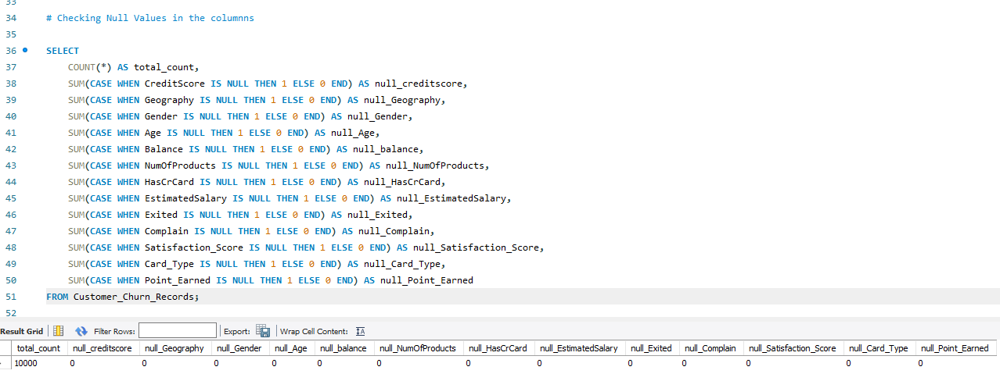 33
34 # Checking Null Values in the columnns
35
36 SELECT
37 COUNT(*) AS total_count,
38 SUM(CASE WHEN CreditScore IS NULL THEN 1 ELSE 0 END) AS null_creditscore,
39 SUM(CASE WHEN Geography IS NULL THEN 1 ELSE 0 END) AS null_Geography,
40 SUM(CASE WHEN Gender IS NULL THEN 1 ELSE 0 END) AS null_Gender,
41 SUM(CASE WHEN Age IS NULL THEN 1 ELSE 0 END) AS null_Age,
42 SUM(CASE WHEN Balance IS NULL THEN 1 ELSE 0 END) AS null_balance,
43 SUM(CASE WHEN NumOfProducts IS NULL THEN 1 ELSE 0 END) AS null_NumOfProducts,
44 SUM(CASE WHEN HasCrCard IS NULL THEN 1 ELSE 0 END) AS null_HasCrCard,
45 SUM(CASE WHEN EstimatedSalary IS NULL THEN 1 ELSE 0 END) AS null_EstimatedSalary,
46 SUM(CASE WHEN Exited IS NULL THEN 1 ELSE 0 END) AS null_Exited,
47 SUM(CASE WHEN Complain IS NULL THEN 1 ELSE 0 END) AS null_Complain,
48 SUM(CASE WHEN Satisfaction_Score IS NULL THEN 1 ELSE 0 END) AS null_Satisfaction_Score,
49 SUM(CASE WHEN Card_Type IS NULL THEN 1 ELSE 0 END) AS null_Card_Type,
50 SUM(CASE WHEN Point_Earned IS NULL THEN 1 ELSE 0 END) AS null_Point_Earned
51 FROM Customer_Churn_Records;
52
Result Grid Filter Rows: Export: Wrap Cell Content:
total_count null_creditscore null_Geography null_Gender null_Age null_balance null_NumOfProducts null_HasCrCard null_EstimatedSalary null_Exited null_Complain null_Satisfaction_Score null_Card_Type null_Point_Earned
10000 0 0 0 0 0 0 0 0 0 0 0 0 0